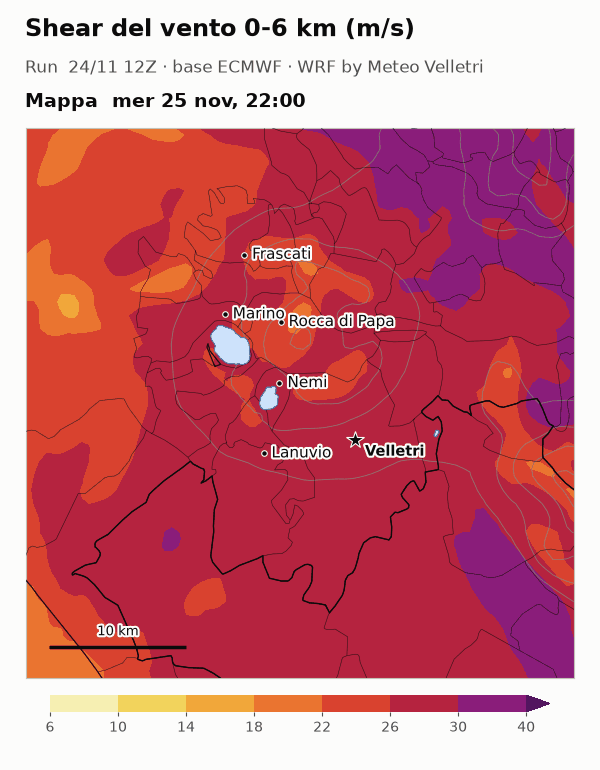 Shear del vento 0-6 km (m/s)
Run  24/11 12Z · base ECMWF · WRF by Meteo Velletri
Mappa  mer 25 nov, 22:00
Frascati
Marino
Rocca di Papa
Nemi
Velletri
Lanuvio
10 km
6 10 14 18 22 26 30 40